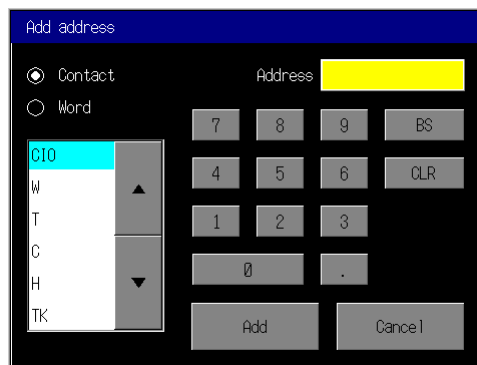 Add address
Contact
Address
Word
7 8 9 BS
CIO
4 5 6 CLR
W
T
1 2 3
C
0 .
H
TK
Add Cancel